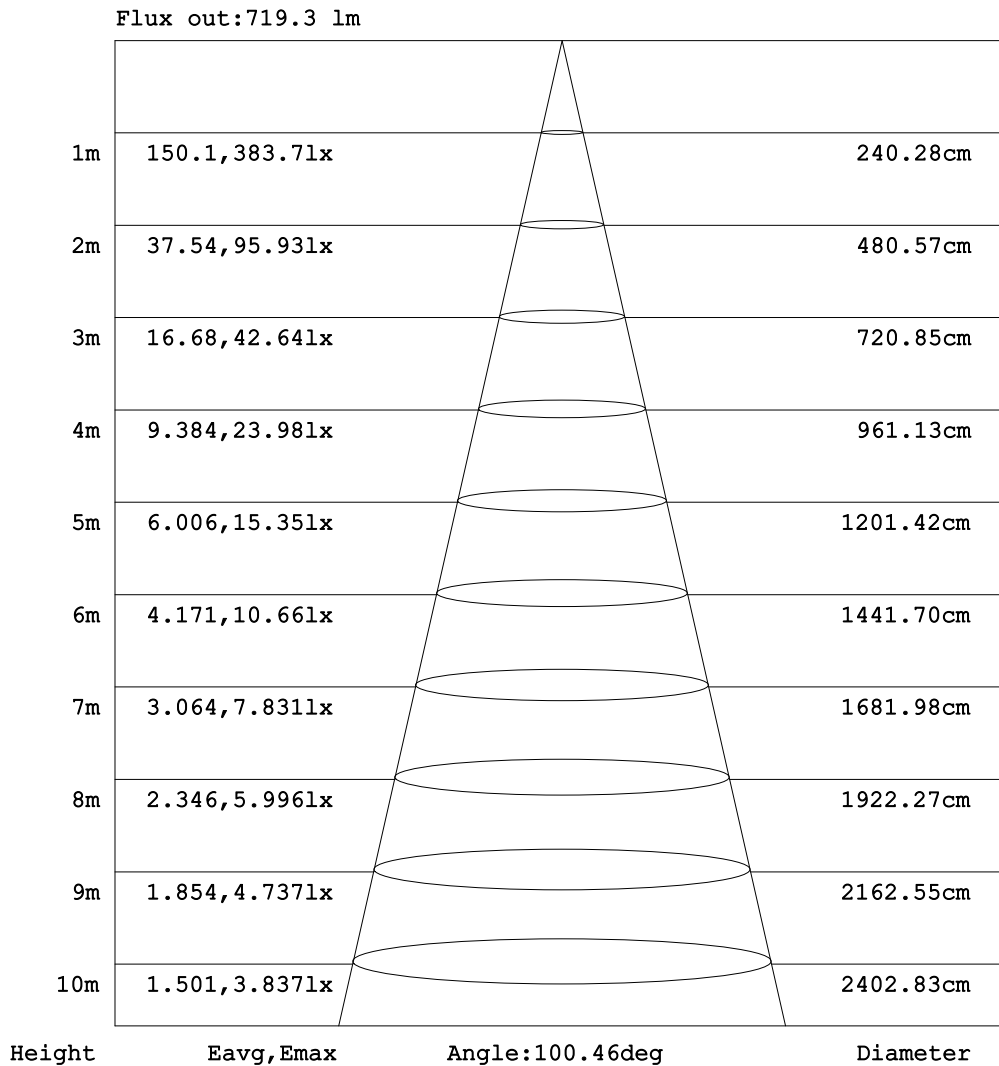 Flux out:719.3 lm
1m 150.1,383.7lx 240.28cm
2m 37.54,95.93lx 480.57cm
3m 16.68,42.64lx 720.85cm
4m 9.384,23.98lx 961.13cm
5m 6.006,15.35lx 1201.42cm
6m 4.171,10.66lx 1441.70cm
7m 3.064,7.831lx 1681.98cm
8m 2.346,5.996lx 1922.27cm
9m 1.854,4.737lx 2162.55cm
10m 1.501,3.837lx 2402.83cm
Height Eavg,Emax Angle:100.46deg Diameter